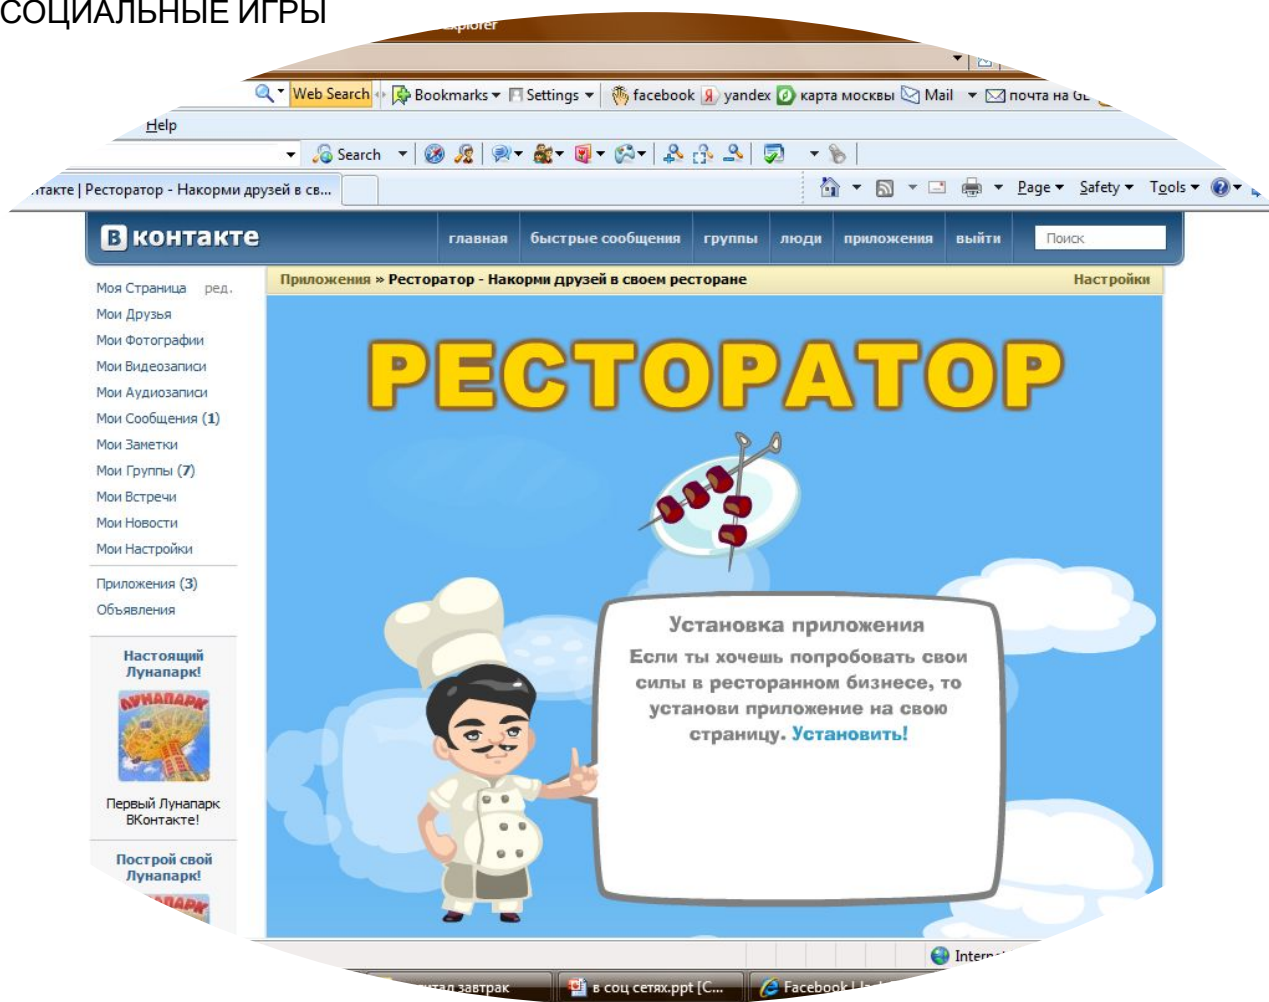 СОЦИАЛЬНЫЕ ИГРЫ
Web Search Bookmarks Settings facebook yandex карта москвы Mail почта на
Help
Search
Ресторатор - Накорми друзей в св...
Page Safety Tools
В контакте
главная быстрые сообщения группы люди приложения выйти Поиск
Приложения » Ресторатор - Накорми друзей в своем ресторане Настройки
Моя Страница ред.
Мои Друзья
Мои Фотографии
Мои Видеозаписи
Мои Аудиозаписи
Мои Сообщения (1)
Мои Заметки
Мои Группы (7)
Мои Встречи
Мои Новости
Мои Настройки
Приложения (3)
Объявления
Настоящий
Лунапарк!
ЛУНАПАРК
Первый Лунапарк
ВКонтакте!
Построй свой
Лунапарк!
РЕСТОРАТОР
Установка приложения
Если ты хочешь попробовать свои
силы в ресторанном бизнесе, то
установи приложение на свою
страницу. Установить!
завтрак в соц сетях.ppt [C... Facebook